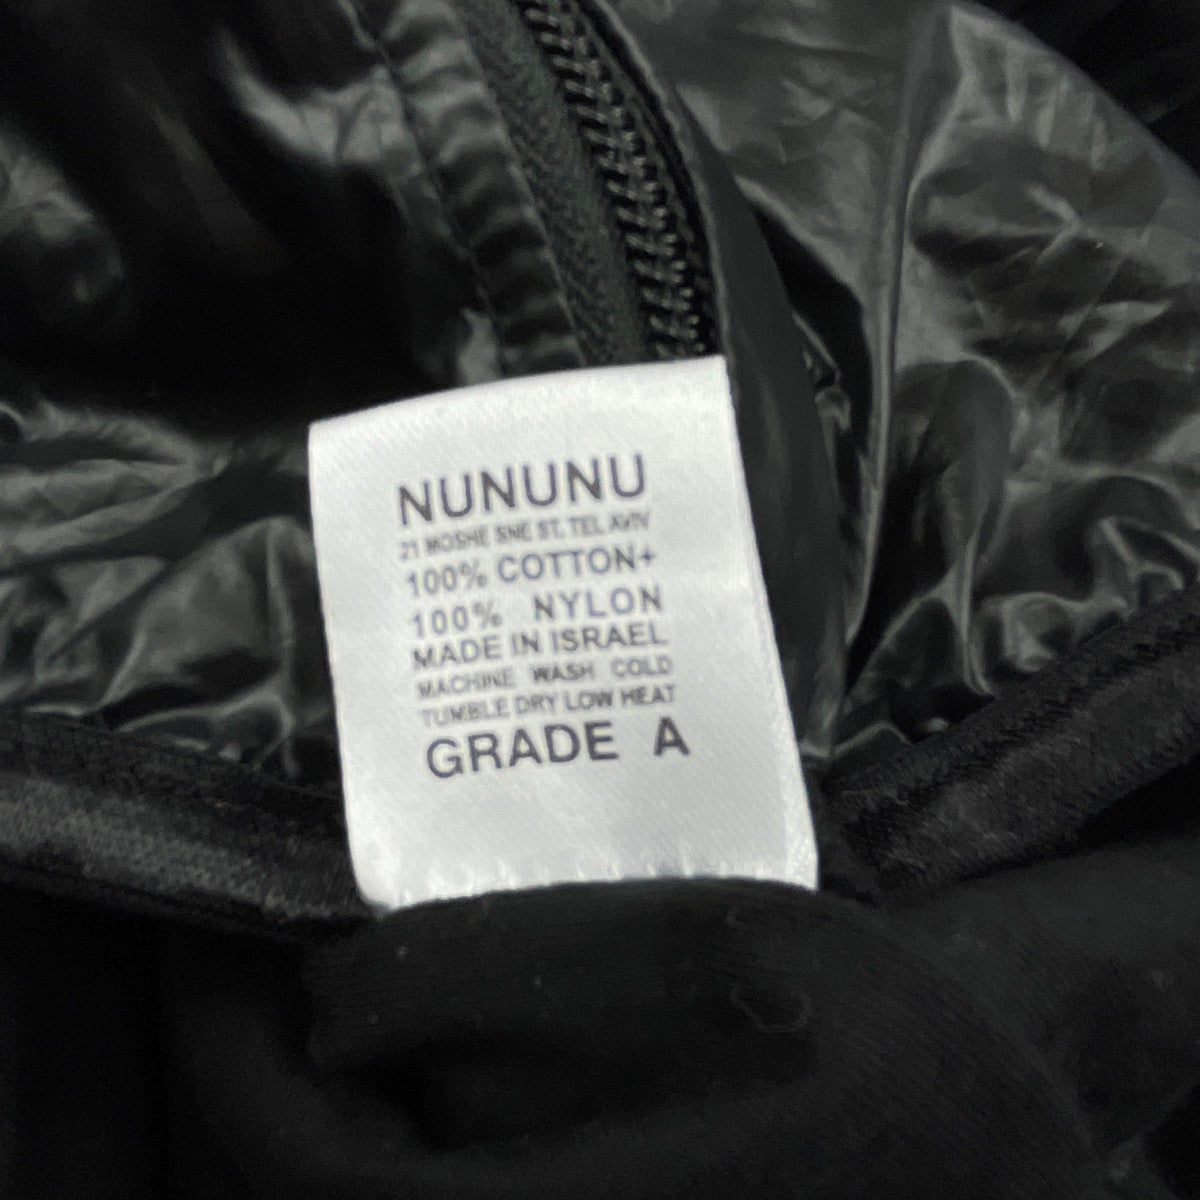 NUNUNU
21 MOSHE SNE ST, TEL AVIV
100% COTTON+
100% NYLON
MADE IN ISRAEL
MACHINE WASH COLD
TUMBLE DRY LOW HEAT
GRADE A